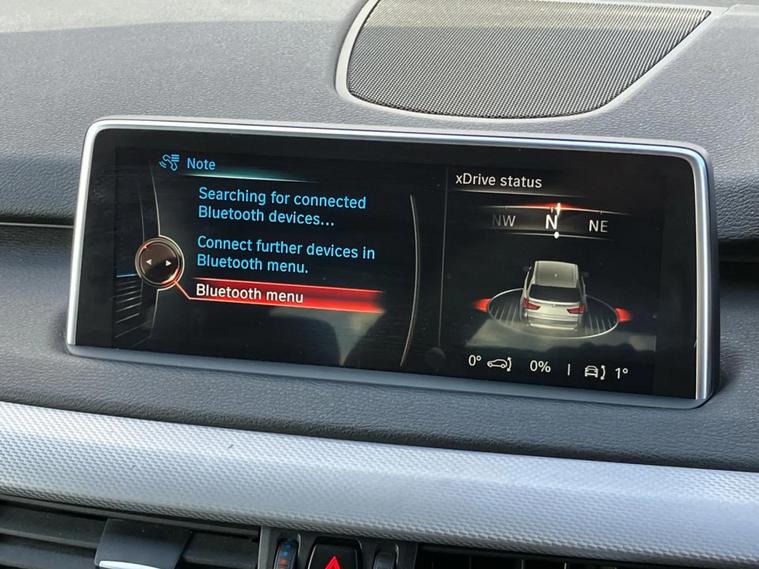 Note
Searching for connected
Bluetooth devices...
Connect further devices in
Bluetooth menu.
Bluetooth menu
xDrive status
NW N NE
0° 0% | 1°